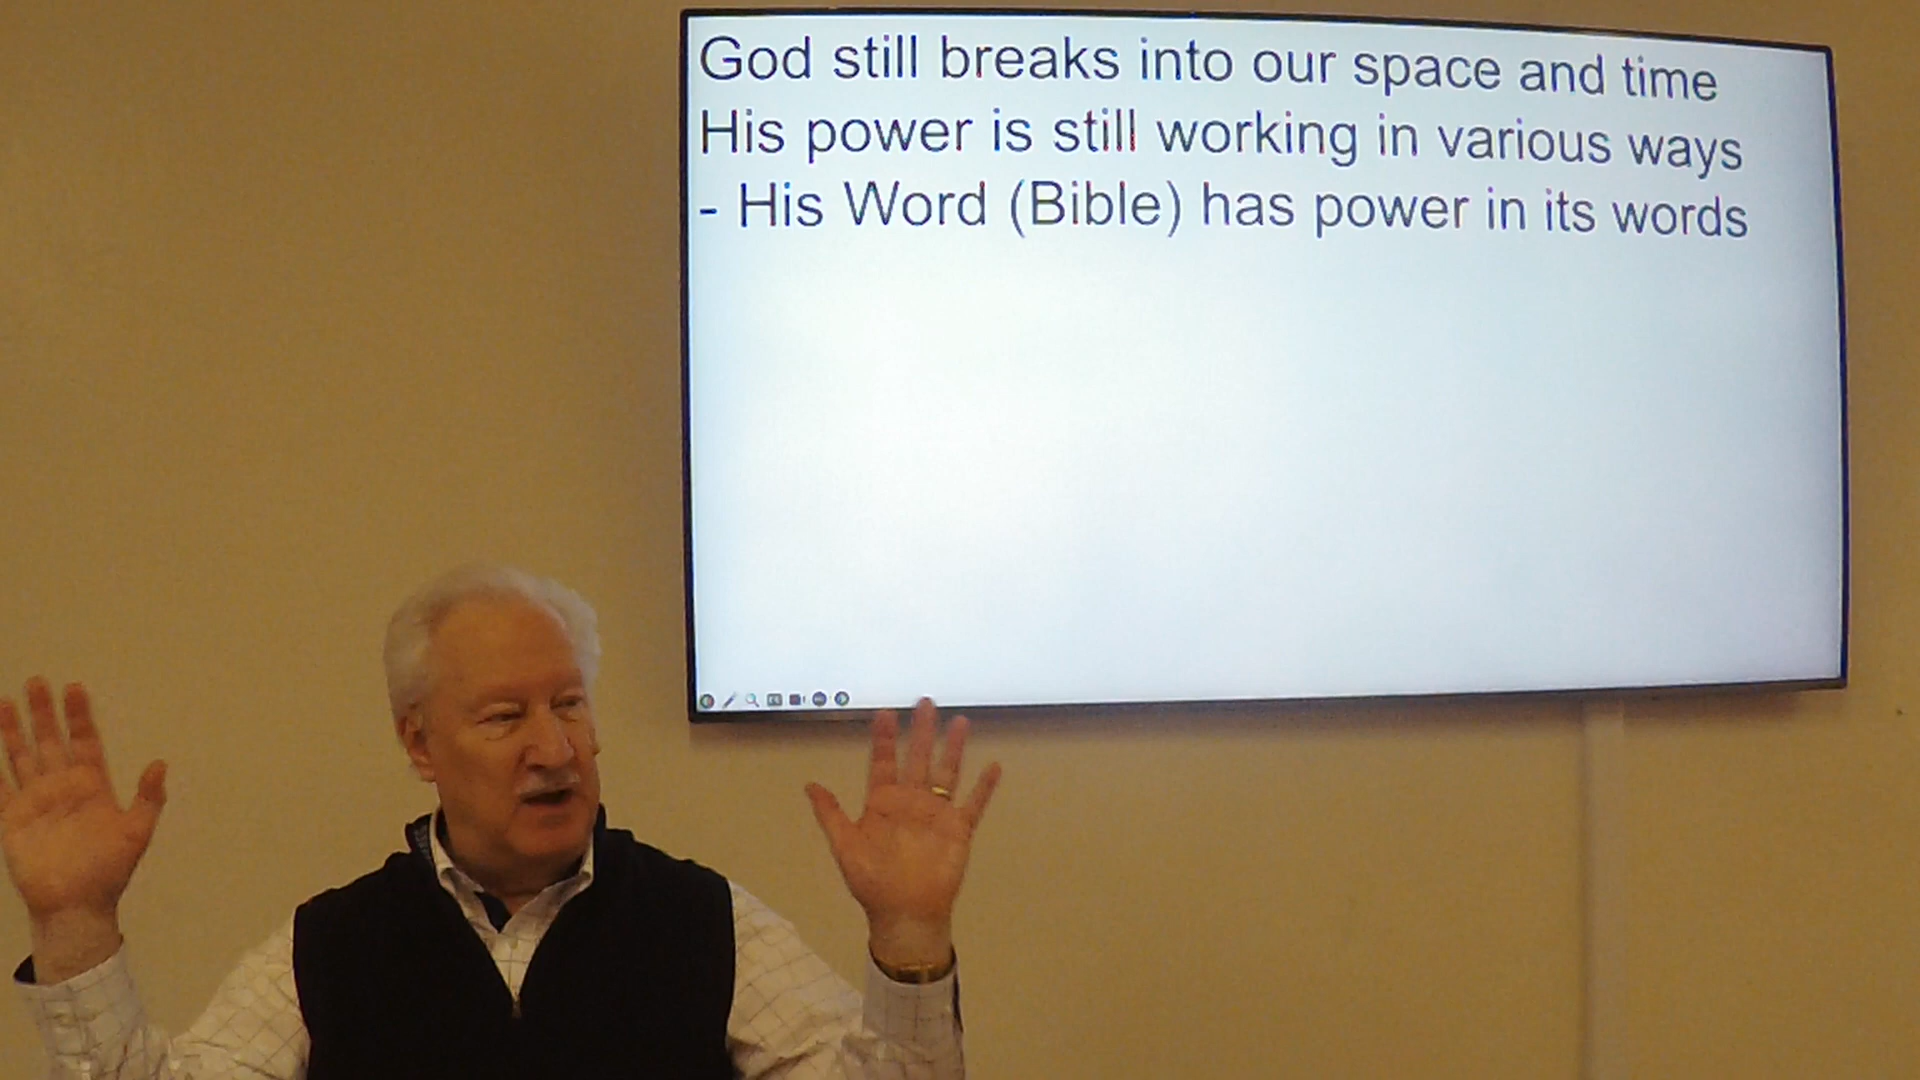 God still breaks into our space and time
His power is still working in various ways
- His Word (Bible) has power in its words